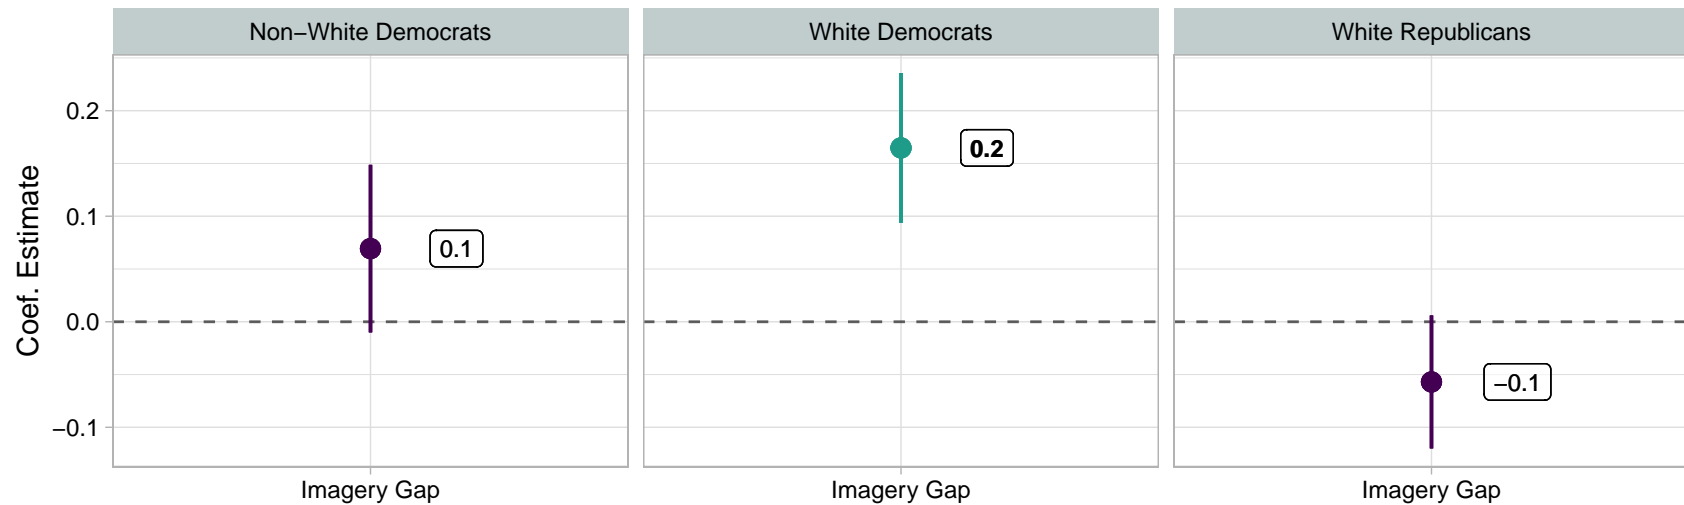 Non−White Democrats
White Democrats
White Republicans
Coef. Estimate
0.2
0.1
0.0
−0.1
0.1
0.2
−0.1
Imagery Gap
Imagery Gap
Imagery Gap